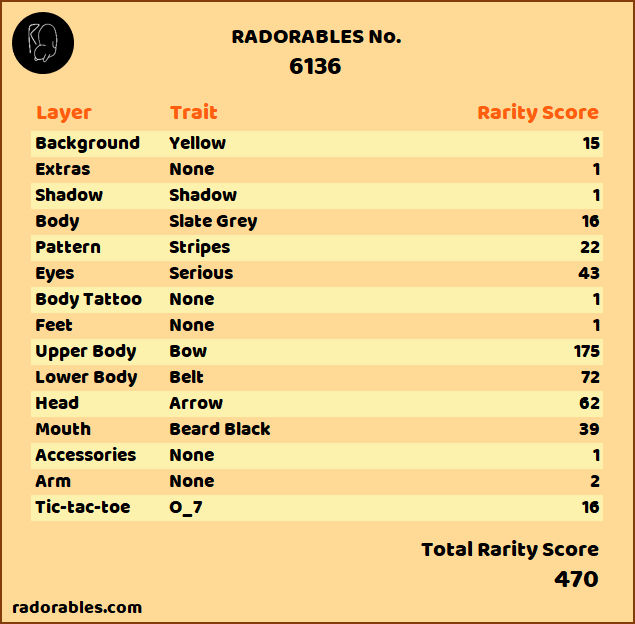 RADORABLES No.
6136
Layer Trait Rarity Score
Background Yellow 15
Extras None 1
Shadow Shadow 1
Body Slate Grey 16
Pattern Stripes 22
Eyes Serious 43
Body Tattoo None 1
Feet None 1
Upper Body Bow 175
Lower Body Belt 72
Head Arrow 62
Mouth Beard Black 39
Accessories None 1
Arm None 2
Tic-tac-toe O_7 16
Total Rarity Score
470
radorables.com